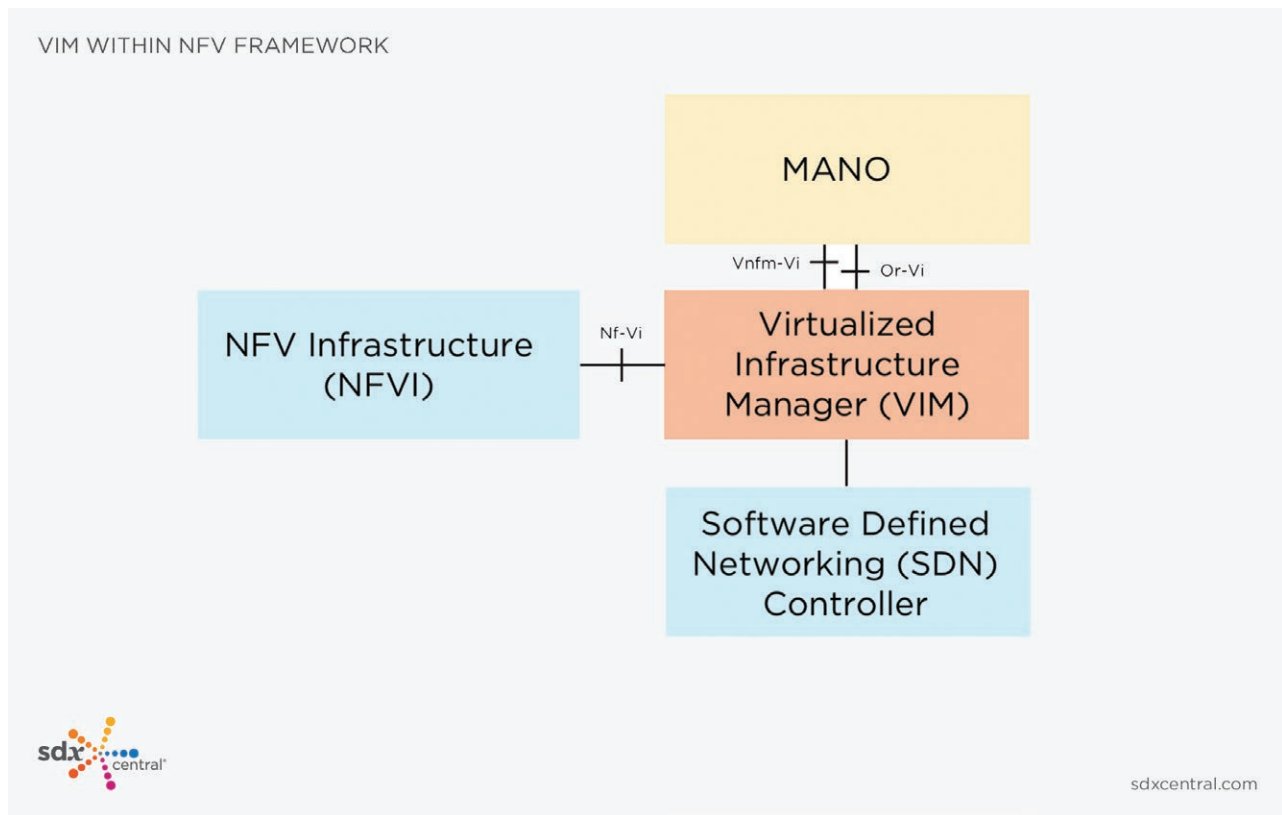 VIM WITHIN NFV FRAMEWORK
MANO
Vnfm-Vi
Or-Vi
NFV Infrastructure
(NFVI)
Nf-Vi
Virtualized
Infrastructure
Manager (VIM)
Software Defined
Networking (SDN)
Controller
sdx
central®
sdxcentral.com